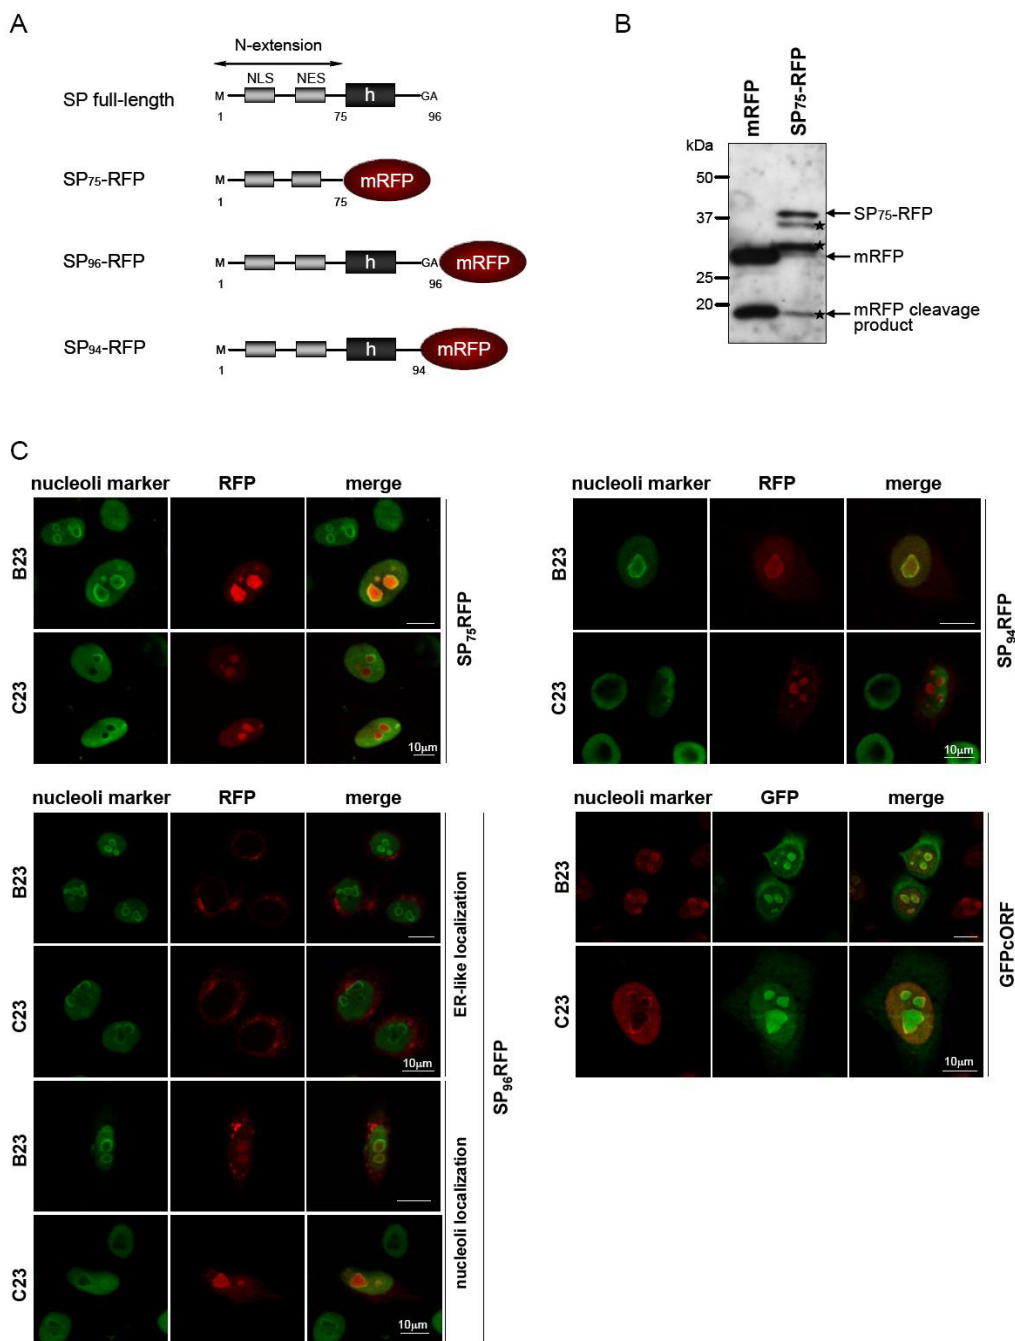 A
N-extension
NLS NES
SP full-length
M h GA
1 75 96
SP75-RFP
M mRFP
1 75
SP96-RFP
M h GA mRFP
1 96
SP94-RFP
M h mRFP
1 94
B
mRFP
SP75-RFP
kDa
50
37
25
20
SP75-RFP
★
★
mRFP
★
mRFP cleavage
product
C
nucleoli marker RFP merge
B23
C23
10μm
SP75RFP
nucleoli marker RFP merge
B23
C23
10μm
SP94RFP
nucleoli marker RFP merge
B23
C23
10μm
ER-like localization
B23
C23
10μm
nucleoli localization
SP96RFP
nucleoli marker GFP merge
B23
C23
10μm
GFPcORF